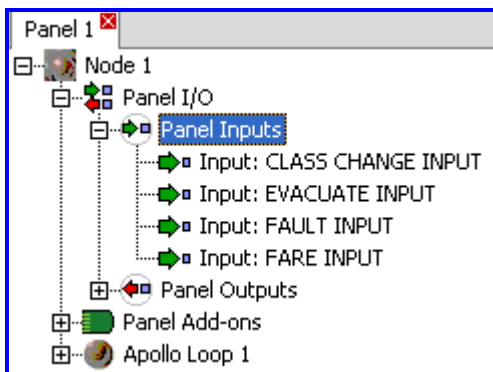 Panel 1
Node 1
Panel I/O
Panel Inputs
Input: CLASS CHANGE INPUT
Input: EVACUATE INPUT
Input: FAULT INPUT
Input: FARE INPUT
Panel Outputs
Panel Add-ons
Apollo Loop 1